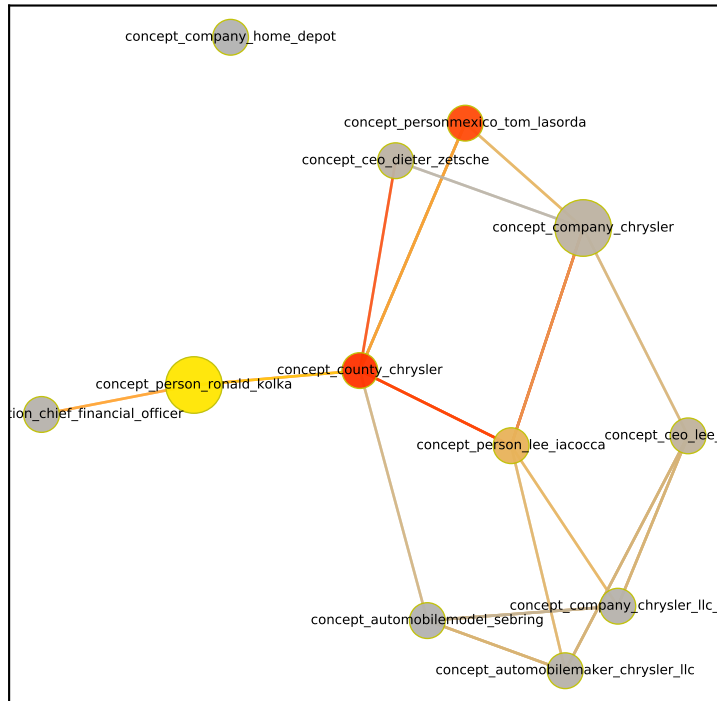 concept_company_home_depot
concept_personmexico_tom_lasorda
concept_ceo_dieter_zetsche
concept_company_chrysler
concept_county_chrysler
concept_person_ronald_kolka
tion_chief_financial_officer
concept_ceo_lee_
concept_person_lee_iacocca
concept_company_chrysler_llc_
concept_automobilemodel_sebring
concept_automobilemaker_chrysler_llc